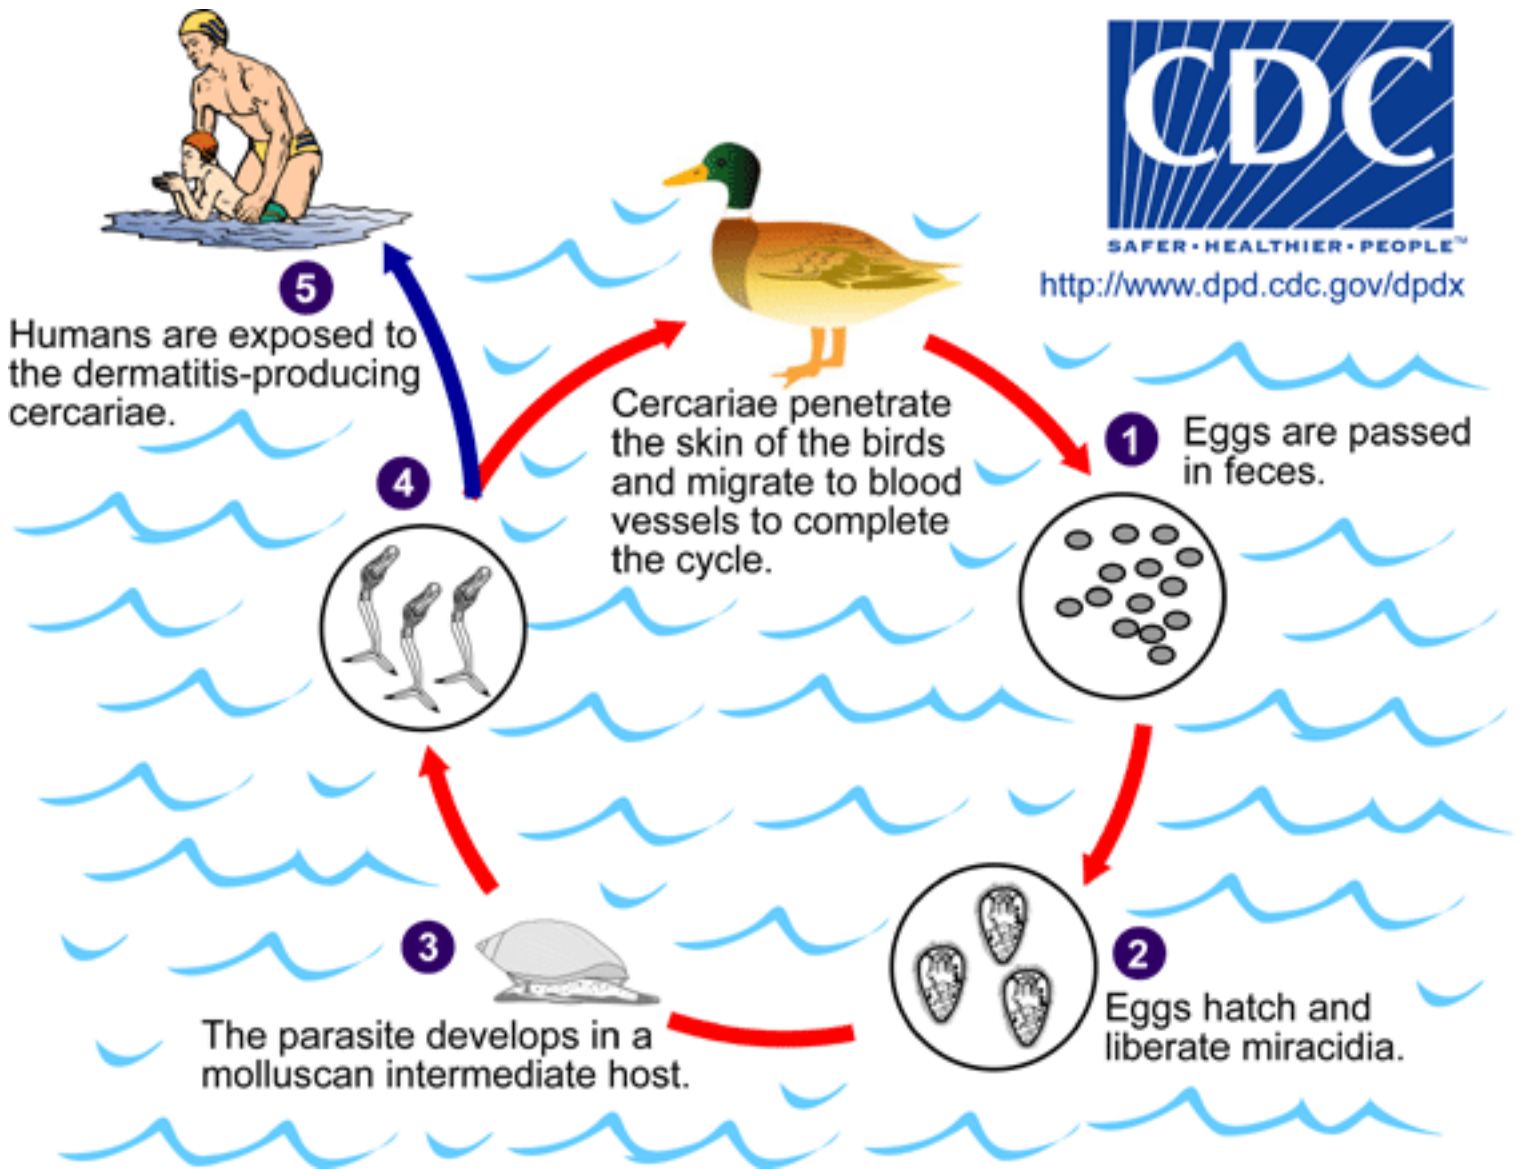 CDC
SAFER·HEALTHIER·PEOPLE™
http://www.dpd.cdc.gov/dpdx
5
Humans are exposed to
the dermatitis-producing
cercariae.
Cercariae penetrate
the skin of the birds
and migrate to blood
vessels to complete
the cycle.
1
Eggs are passed
in feces.
4
3
The parasite develops in a
molluscan intermediate host.
2
Eggs hatch and
liberate miracidia.